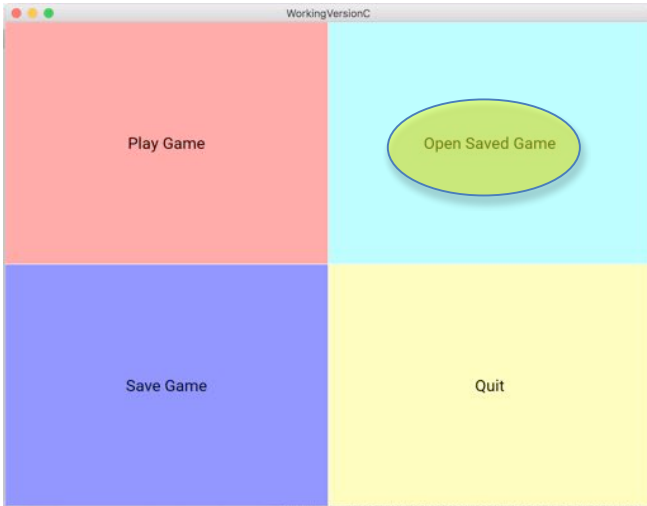 WorkingVersionC
Play Game
Open Saved Game
Save Game
Quit